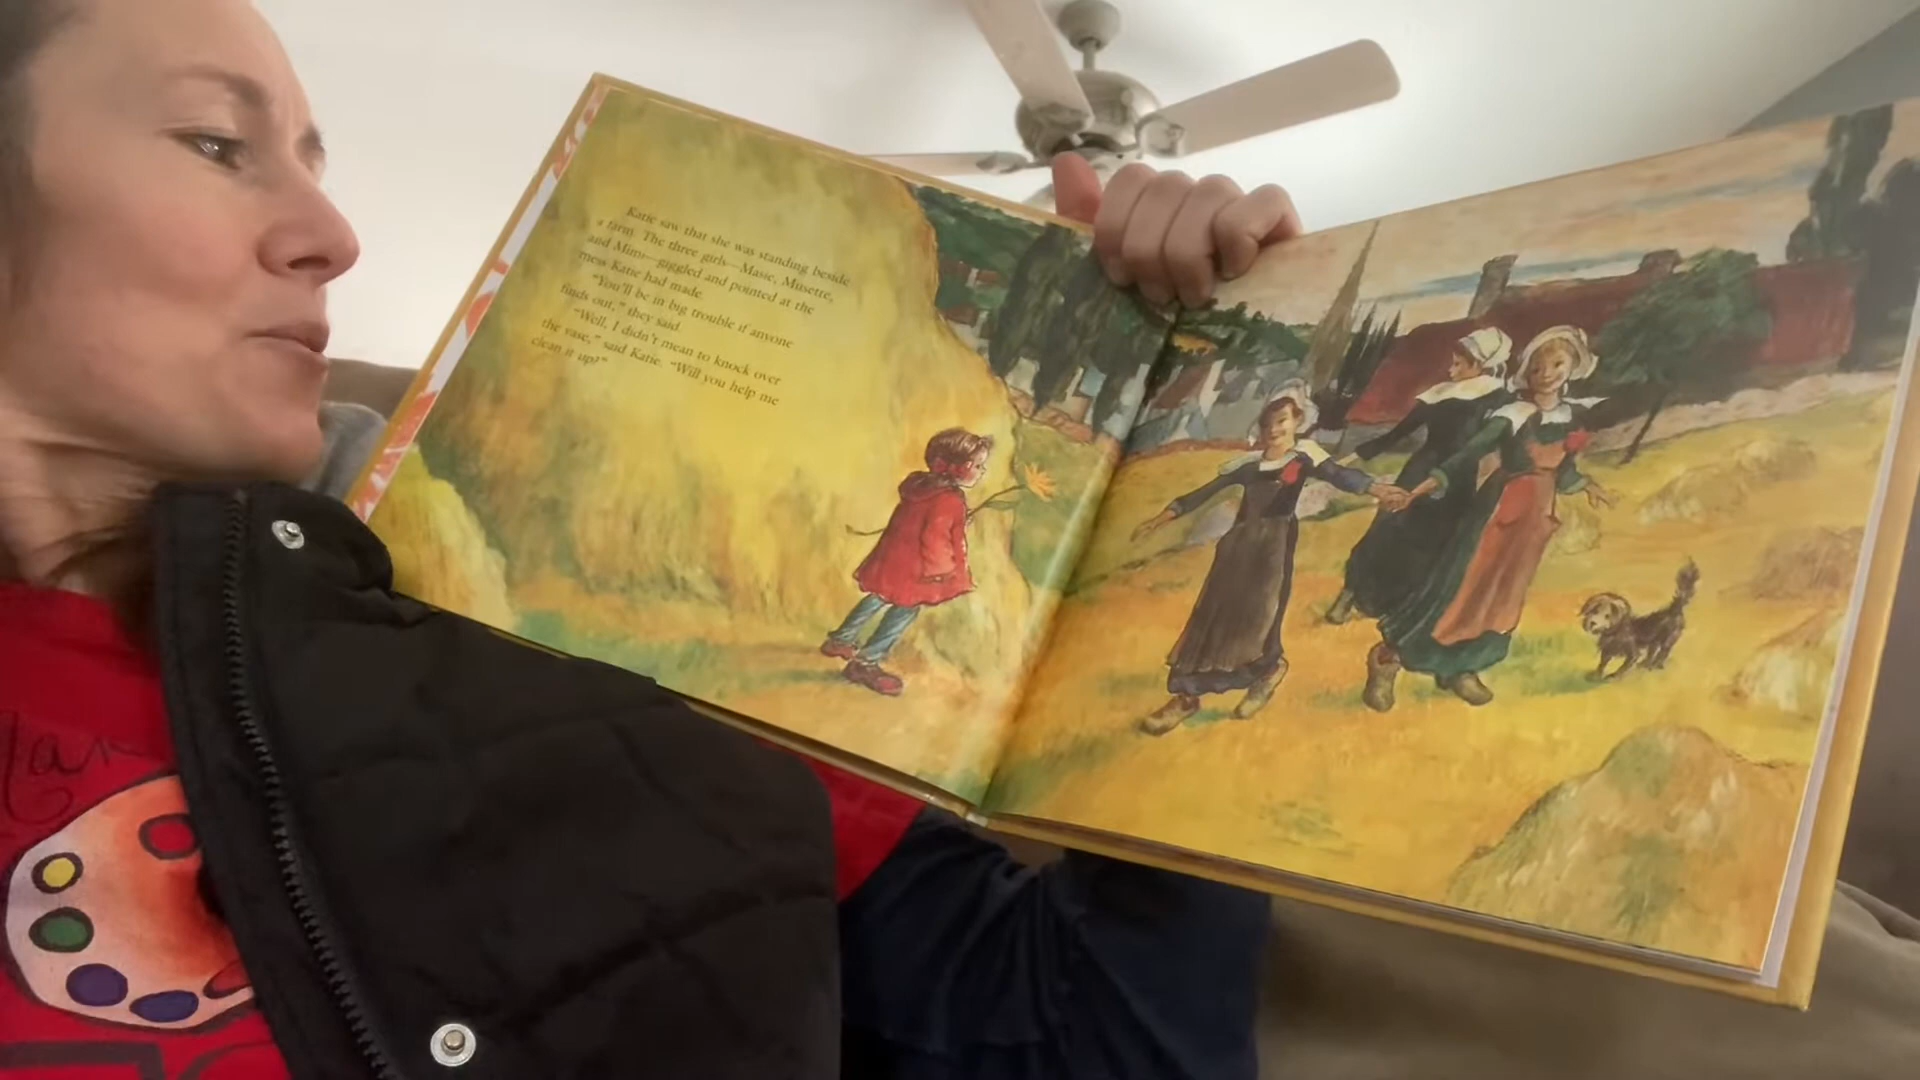 Katie saw that she was standing beside
a farm. The three girls—Masie, Musette,
and Mimi—giggled and pointed at the
mess Katie had made.
"You'll be in big trouble if anyone
finds out," they said.
"Well, I didn't mean to knock over
the vase," said Katie. "Will you help me
clean it up?"